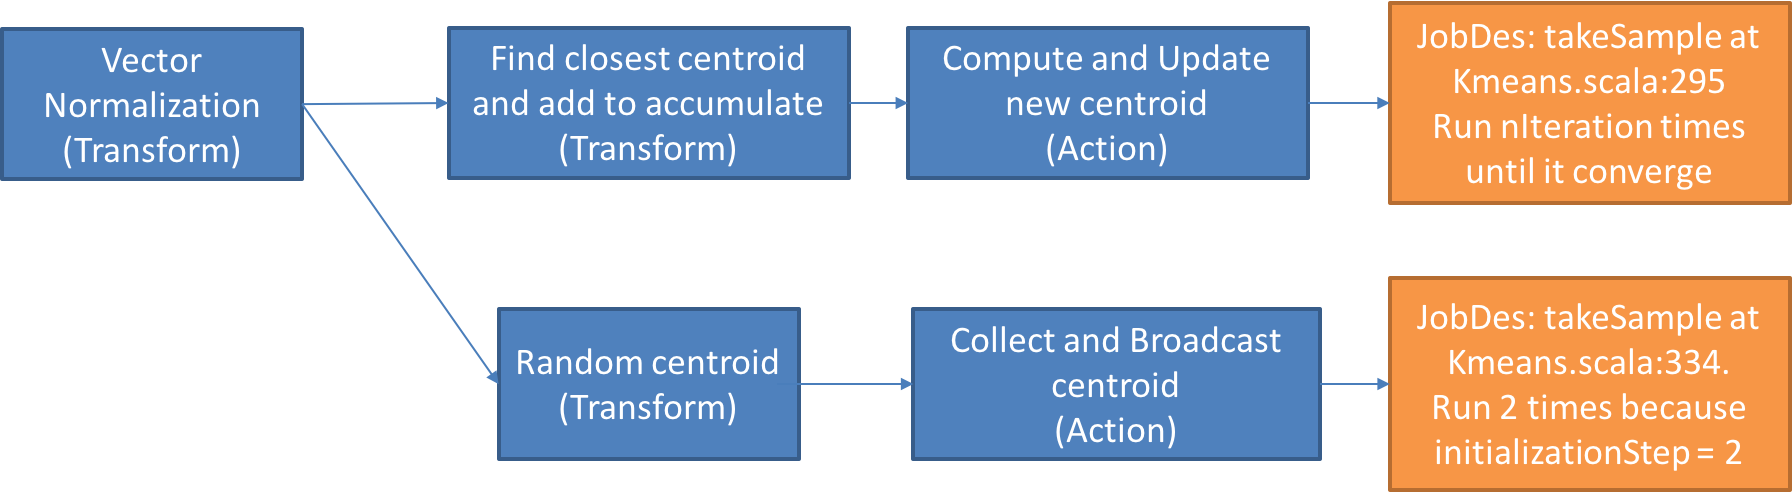 Vector
Normalization
(Transform)
Find closest centroid
and add to accumulate
(Transform)
Compute and Update
new centroid
(Action)
JobDes: takeSample at
Kmeans.scala:295
Run nIteration times
until it converge
Random centroid
(Transform)
Collect and Broadcast
centroid
(Action)
JobDes: takeSample at
Kmeans.scala:334.
Run 2 times because
initializationStep = 2